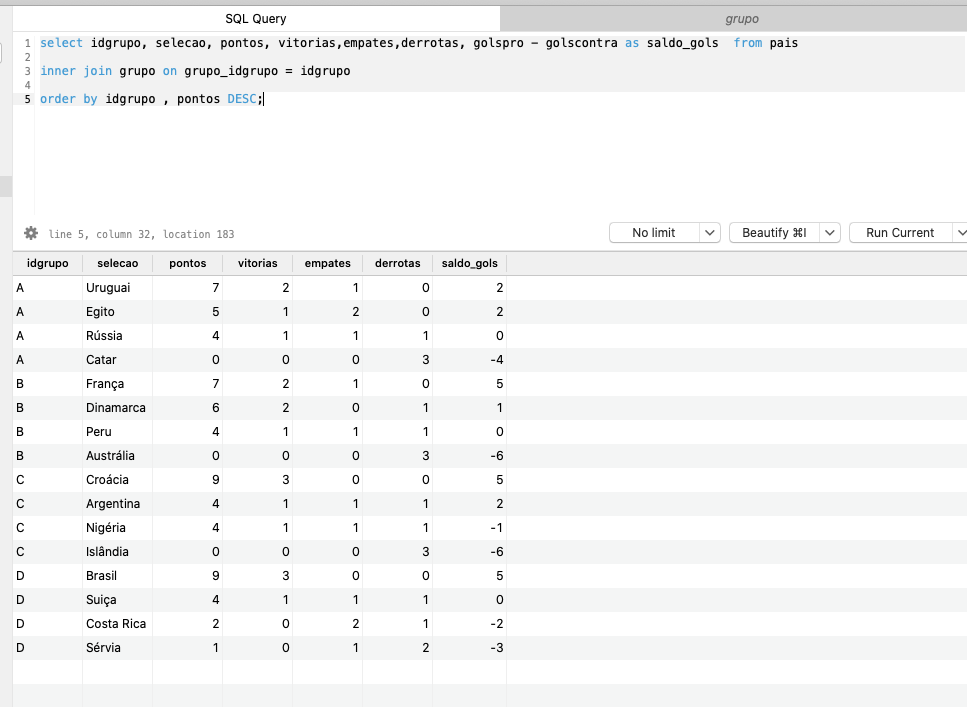 SQL Query grupo
1 select idgrupo, selecao, pontos, vitorias,empates,derrotas, golspro - golscontra as saldo_gols  from pais
2
3 inner join grupo on grupo_idgrupo = idgrupo
4
5 order by idgrupo , pontos DESC;
line 5, column 32, location 183 No limit Beautify ⌘I Run Current
idgrupo selecao pontos vitorias empates derrotas saldo_gols
A Uruguai 7 2 1 0 2
A Egito 5 1 2 0 2
A Rússia 4 1 1 1 0
A Catar 0 0 0 3 -4
B França 7 2 1 0 5
B Dinamarca 6 2 0 1 1
B Peru 4 1 1 1 0
B Austrália 0 0 0 3 -6
C Croácia 9 3 0 0 5
C Argentina 4 1 1 1 2
C Nigéria 4 1 1 1 -1
C Islândia 0 0 0 3 -6
D Brasil 9 3 0 0 5
D Suiça 4 1 1 1 0
D Costa Rica 2 0 2 1 -2
D Sérvia 1 0 1 2 -3